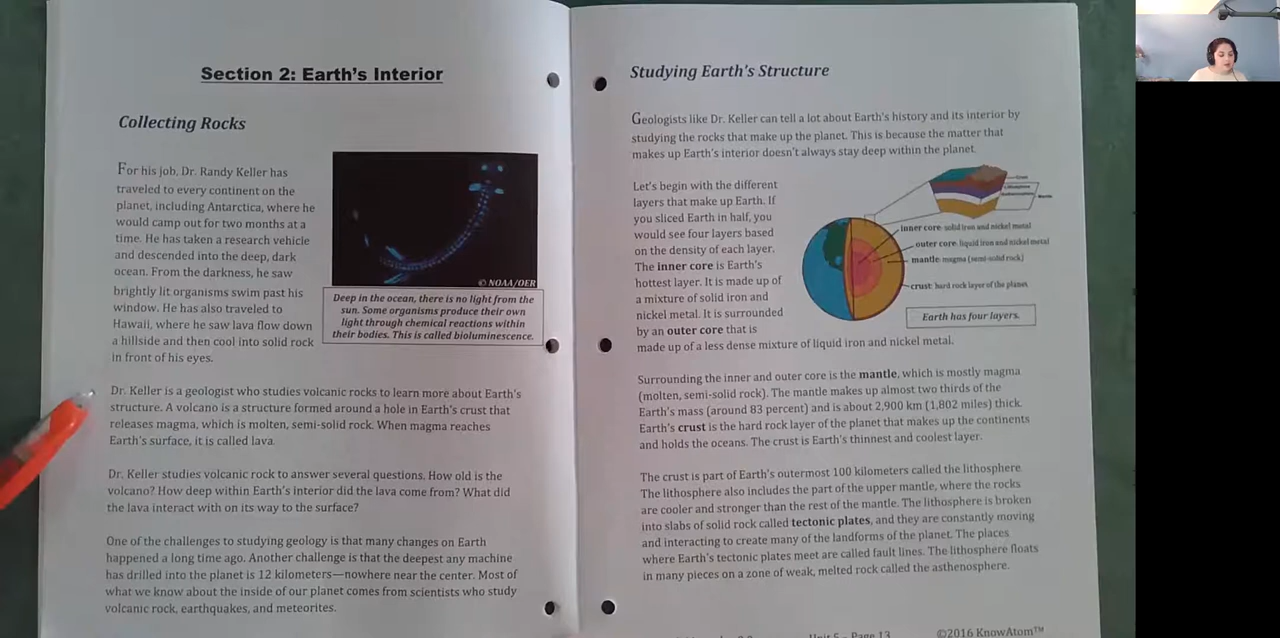 Section 2: Earth's Interior
Collecting Rocks
For his job, Dr. Randy Keller has
traveled to every continent on the
planet, including Antarctica, where he
would camp out for two months at a
time. He has taken a research vehicle
and descended into the deep, dark
ocean. From the darkness, he saw
brightly lit organisms swim past his
window. He has also traveled to
Hawaii, where he saw lava flow down
a hillside and then cool into solid rock
in front of his eyes.
© NOAA/OER
Deep in the ocean, there is no light from the
sun. Some organisms produce their own
light through chemical reactions within
their bodies. This is called bioluminescence.
Dr. Keller is a geologist who studies volcanic rocks to learn more about Earth's
structure. A volcano is a structure formed around a hole in Earth's crust that
releases magma, which is molten, semi-solid rock. When magma reaches
Earth's surface, it is called lava.
Dr. Keller studies volcanic rock to answer several questions. How old is the
volcano? How deep within Earth's interior did the lava come from? What did
the lava interact with on its way to the surface?
One of the challenges to studying geology is that many changes on Earth
happened a long time ago. Another challenge is that the deepest any machine
has drilled into the planet is 12 kilometers—nowhere near the center. Most of
what we know about the inside of our planet comes from scientists who study
volcanic rock, earthquakes, and meteorites.
Studying Earth's Structure
Geologists like Dr. Keller can tell a lot about Earth's history and its interior by
studying the rocks that make up the planet. This is because the matter that
makes up Earth's interior doesn't always stay deep within the planet.
Let's begin with the different
layers that make up Earth. If
you sliced Earth in half, you
would see four layers based
on the density of each layer.
The inner core is Earth's
hottest layer. It is made up of
a mixture of solid iron and
nickel metal. It is surrounded
by an outer core that is
made up of a less dense mixture of liquid iron and nickel metal.
Crust
Lithosphere
Asthenosphere
Mantle
inner core: solid iron and nickel metal
outer core: liquid iron and nickel metal
mantle: magma (semi-solid rock)
crust: hard rock layer of the planet
Earth has four layers.
Surrounding the inner and outer core is the mantle, which is mostly magma
(molten, semi-solid rock). The mantle makes up almost two thirds of the
Earth's mass (around 83 percent) and is about 2,900 km (1,802 miles) thick.
Earth's crust is the hard rock layer of the planet that makes up the continents
and holds the oceans. The crust is Earth's thinnest and coolest layer.
The crust is part of Earth's outermost 100 kilometers called the lithosphere.
The lithosphere also includes the part of the upper mantle, where the rocks
are cooler and stronger than the rest of the mantle. The lithosphere is broken
into slabs of solid rock called tectonic plates, and they are constantly moving
and interacting to create many of the landforms of the planet. The places
where Earth's tectonic plates meet are called fault lines. The lithosphere floats
in many pieces on a zone of weak, melted rock called the asthenosphere.
Page 13
©2016 KnowAtom™